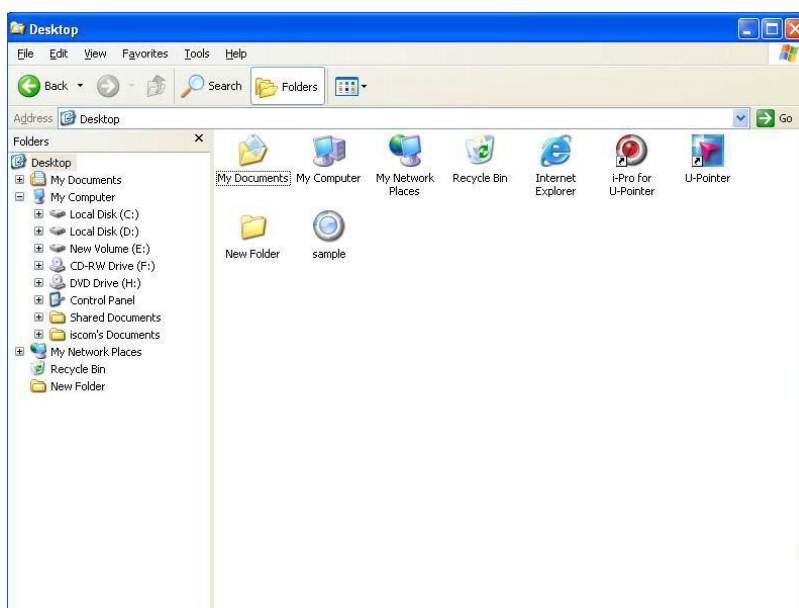 Desktop
File Edit View Favorites Tools Help
Back Search Folders
Address Desktop Go
Folders
Desktop
My Documents
My Computer
Local Disk (C:)
Local Disk (D:)
New Volume (E:)
CD-RW Drive (F:)
DVD Drive (H:)
Control Panel
Shared Documents
iscom's Documents
My Network Places
Recycle Bin
New Folder
My Documents My Computer My Network Places Recycle Bin Internet Explorer i-Pro for U-Pointer U-Pointer
New Folder sample